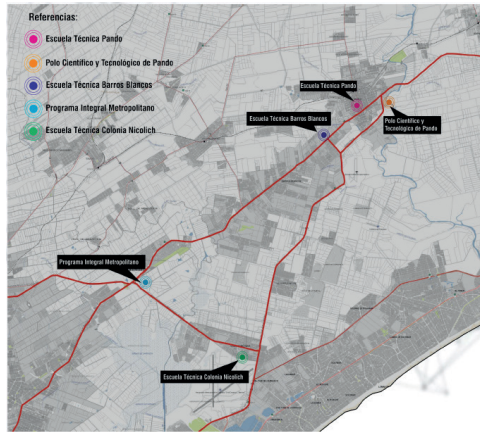 Referencias:
Escuela Técnica Pando
Polo Científico y Tecnológico de Pando
Escuela Técnica Barros Blancos
Programa Integral Metropolitano
Escuela Técnica Colonia Nicolich
Escuela Técnica Pando
Escuela Técnica Barros Blancos
Polo Científico y
Tecnológico de Pando
Programa Integral Metropolitano
Escuela Técnica Colonia Nicolich